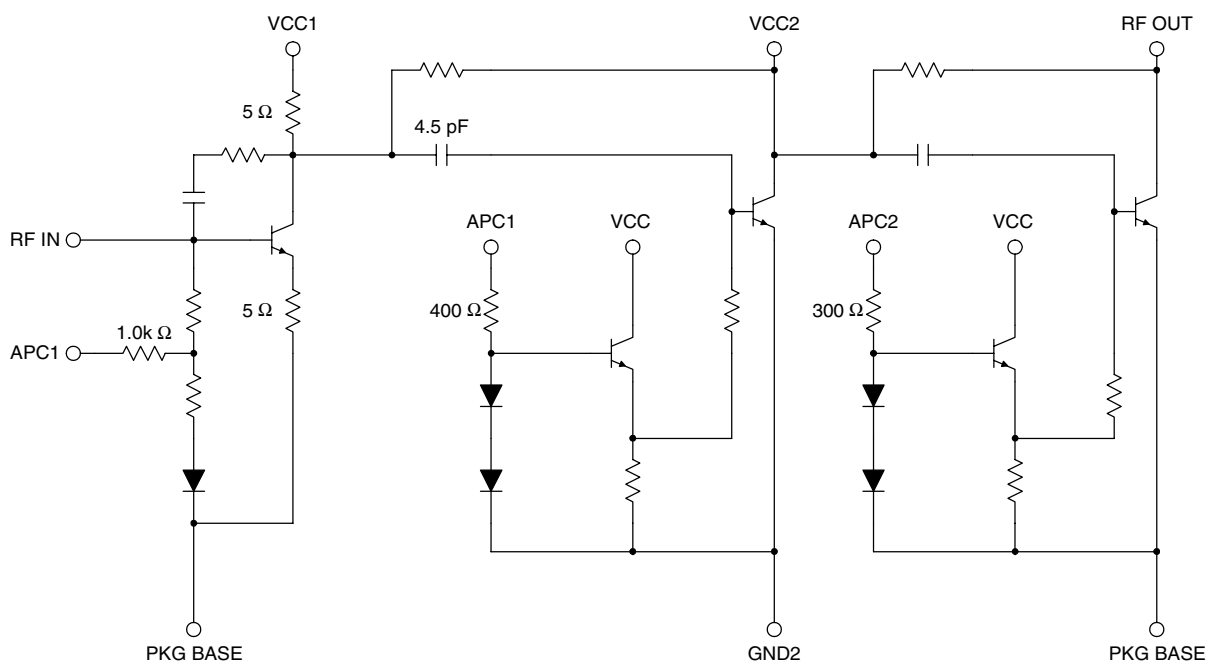 VCC1
VCC2
RF OUT
5 Ω
4.5 pF
APC1
VCC
APC2
VCC
RF IN
1.0k Ω
5 Ω
400 Ω
300 Ω
APC1
PKG BASE
GND2
PKG BASE